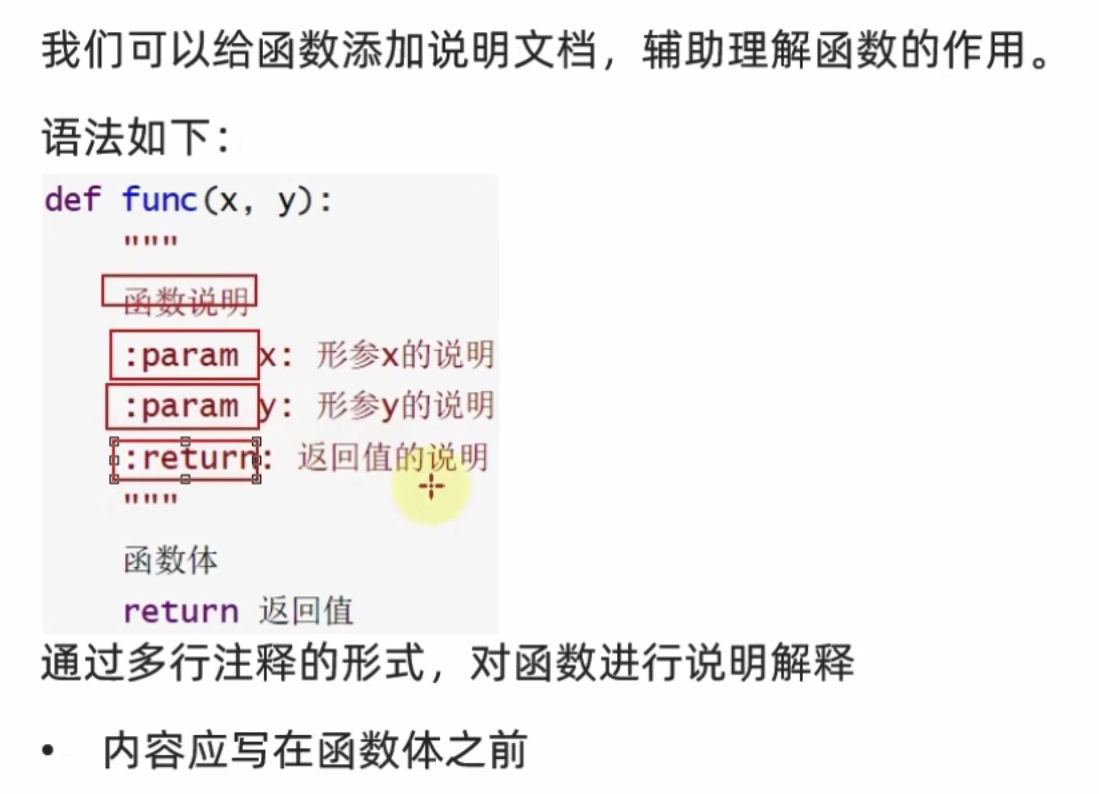 我们可以给函数添加说明文档，辅助理解函数的作用。
语法如下：
def func(x, y):
"""
函数说明
:param x: 形参x的说明
:param y: 形参y的说明
:return: 返回值的说明
"""
函数体
return 返回值
通过多行注释的形式，对函数进行说明解释
• 内容应写在函数体之前